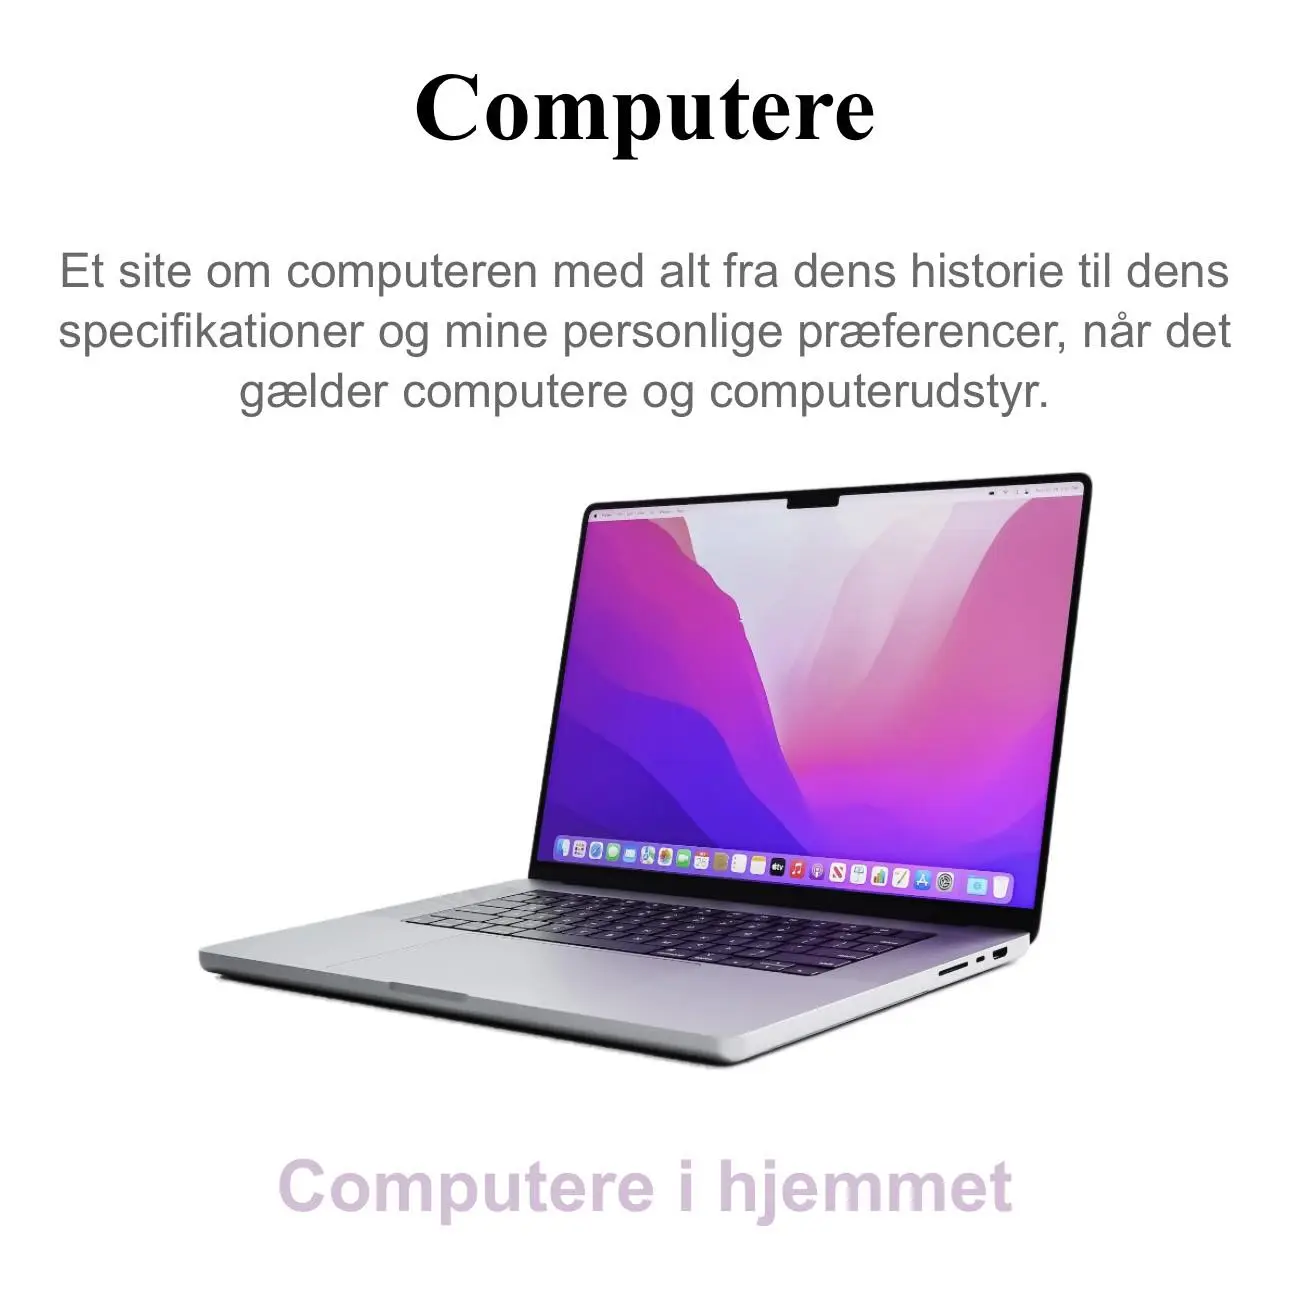 Computere
Et site om computeren med alt fra dens historie til dens
specifikationer og mine personlige præferencer, når det
gælder computere og computerudstyr.
Computere i hjemmet